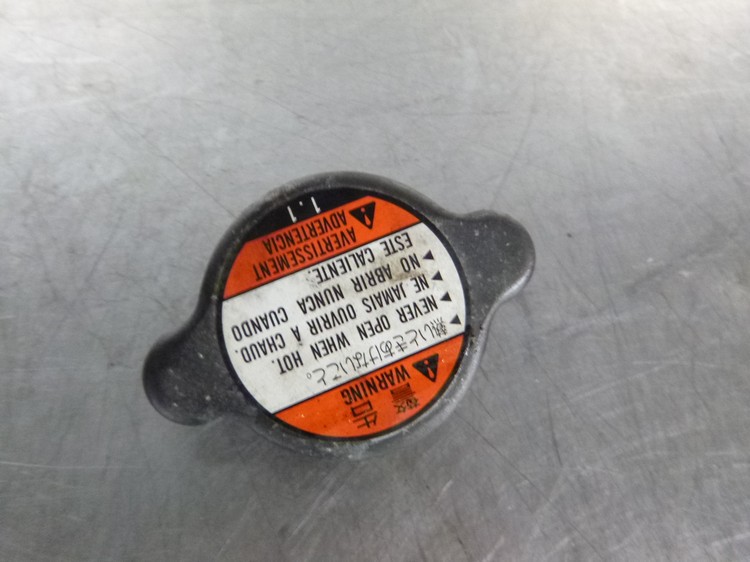 警告
WARNING
熱いときあけないこと。
NEVER OPEN WHEN HOT.
NE JAMAIS OUVRIR A CHAUD.
NO ABRIR NUNCA CUANDO
ESTE CALIENTE.
AVERTISSEMENT
ADVERTENCIA
1.1